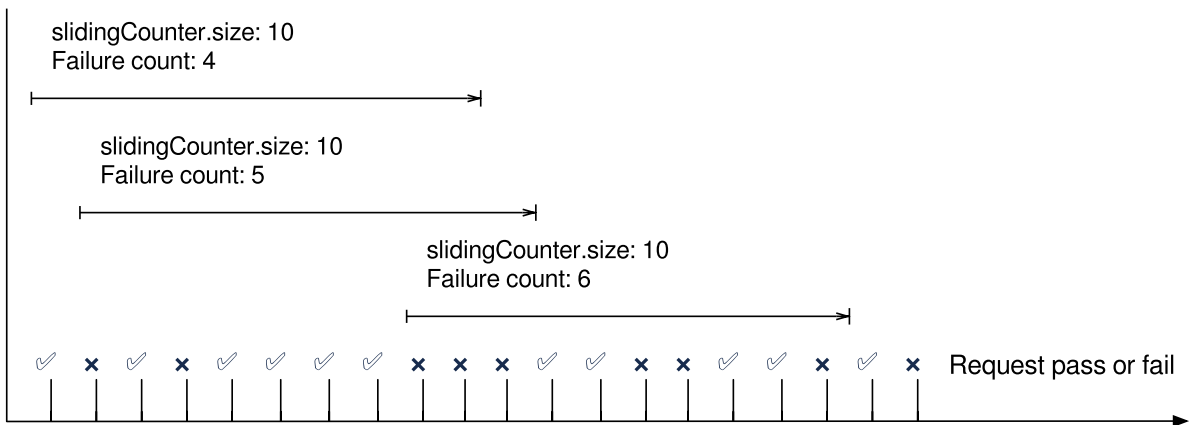 slidingCounter.size: 10
Failure count: 4
slidingCounter.size: 10
Failure count: 5
slidingCounter.size: 10
Failure count: 6
Request pass or fail